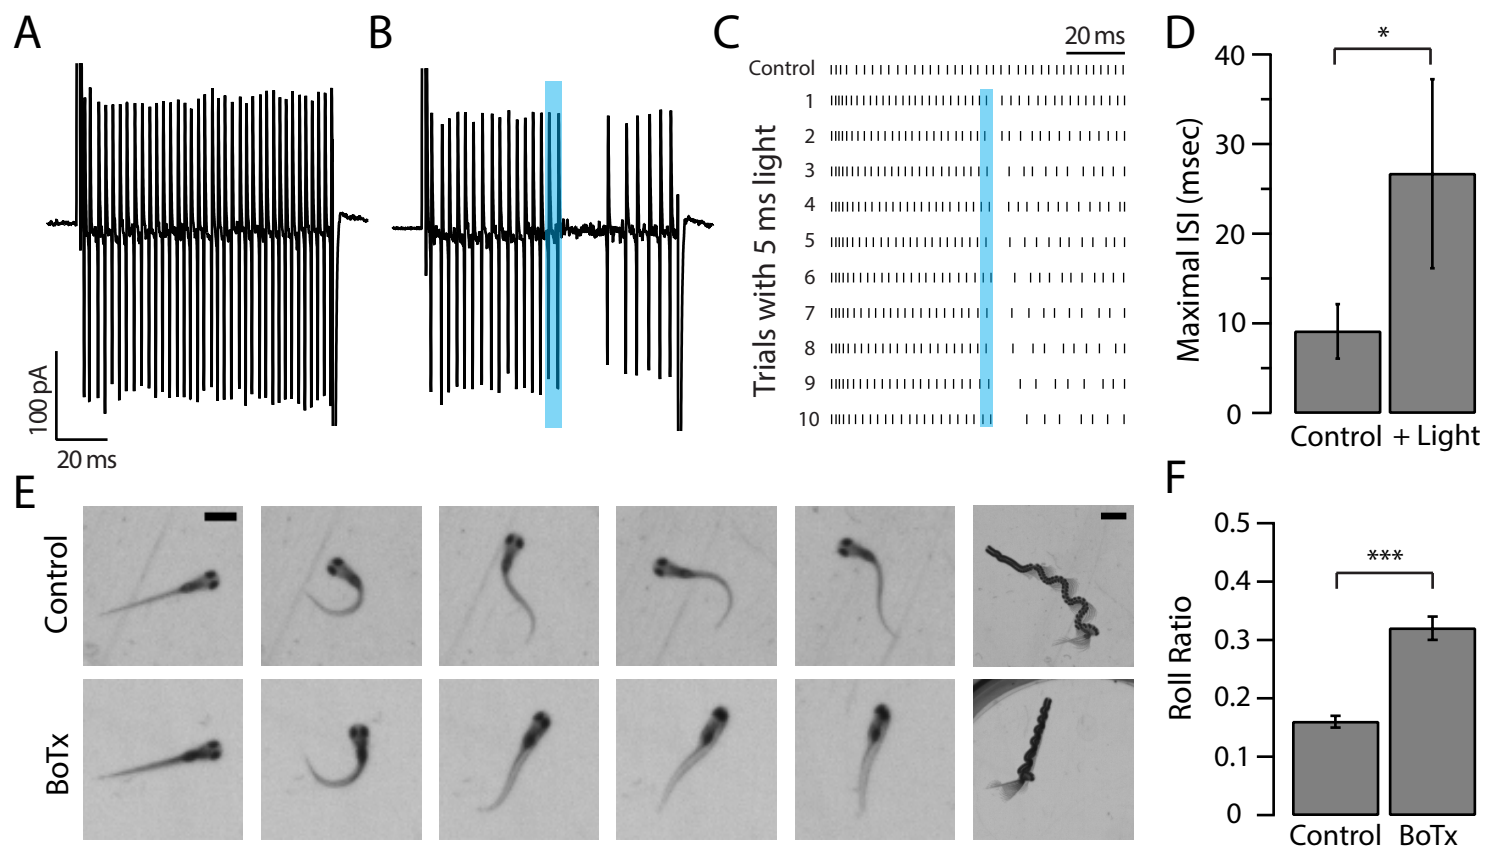 A
B
C
D
20 ms
Control
1
2
3
4
5
6
7
8
9
10
Trials with 5 ms light
100 pA
20 ms
*
40
30
20
10
0
Maximal ISI (msec)
Control
+ Light
E
F
Control
BoTx
***
0.5
0.4
0.3
0.2
0.1
0
Roll Ratio
Control
BoTx